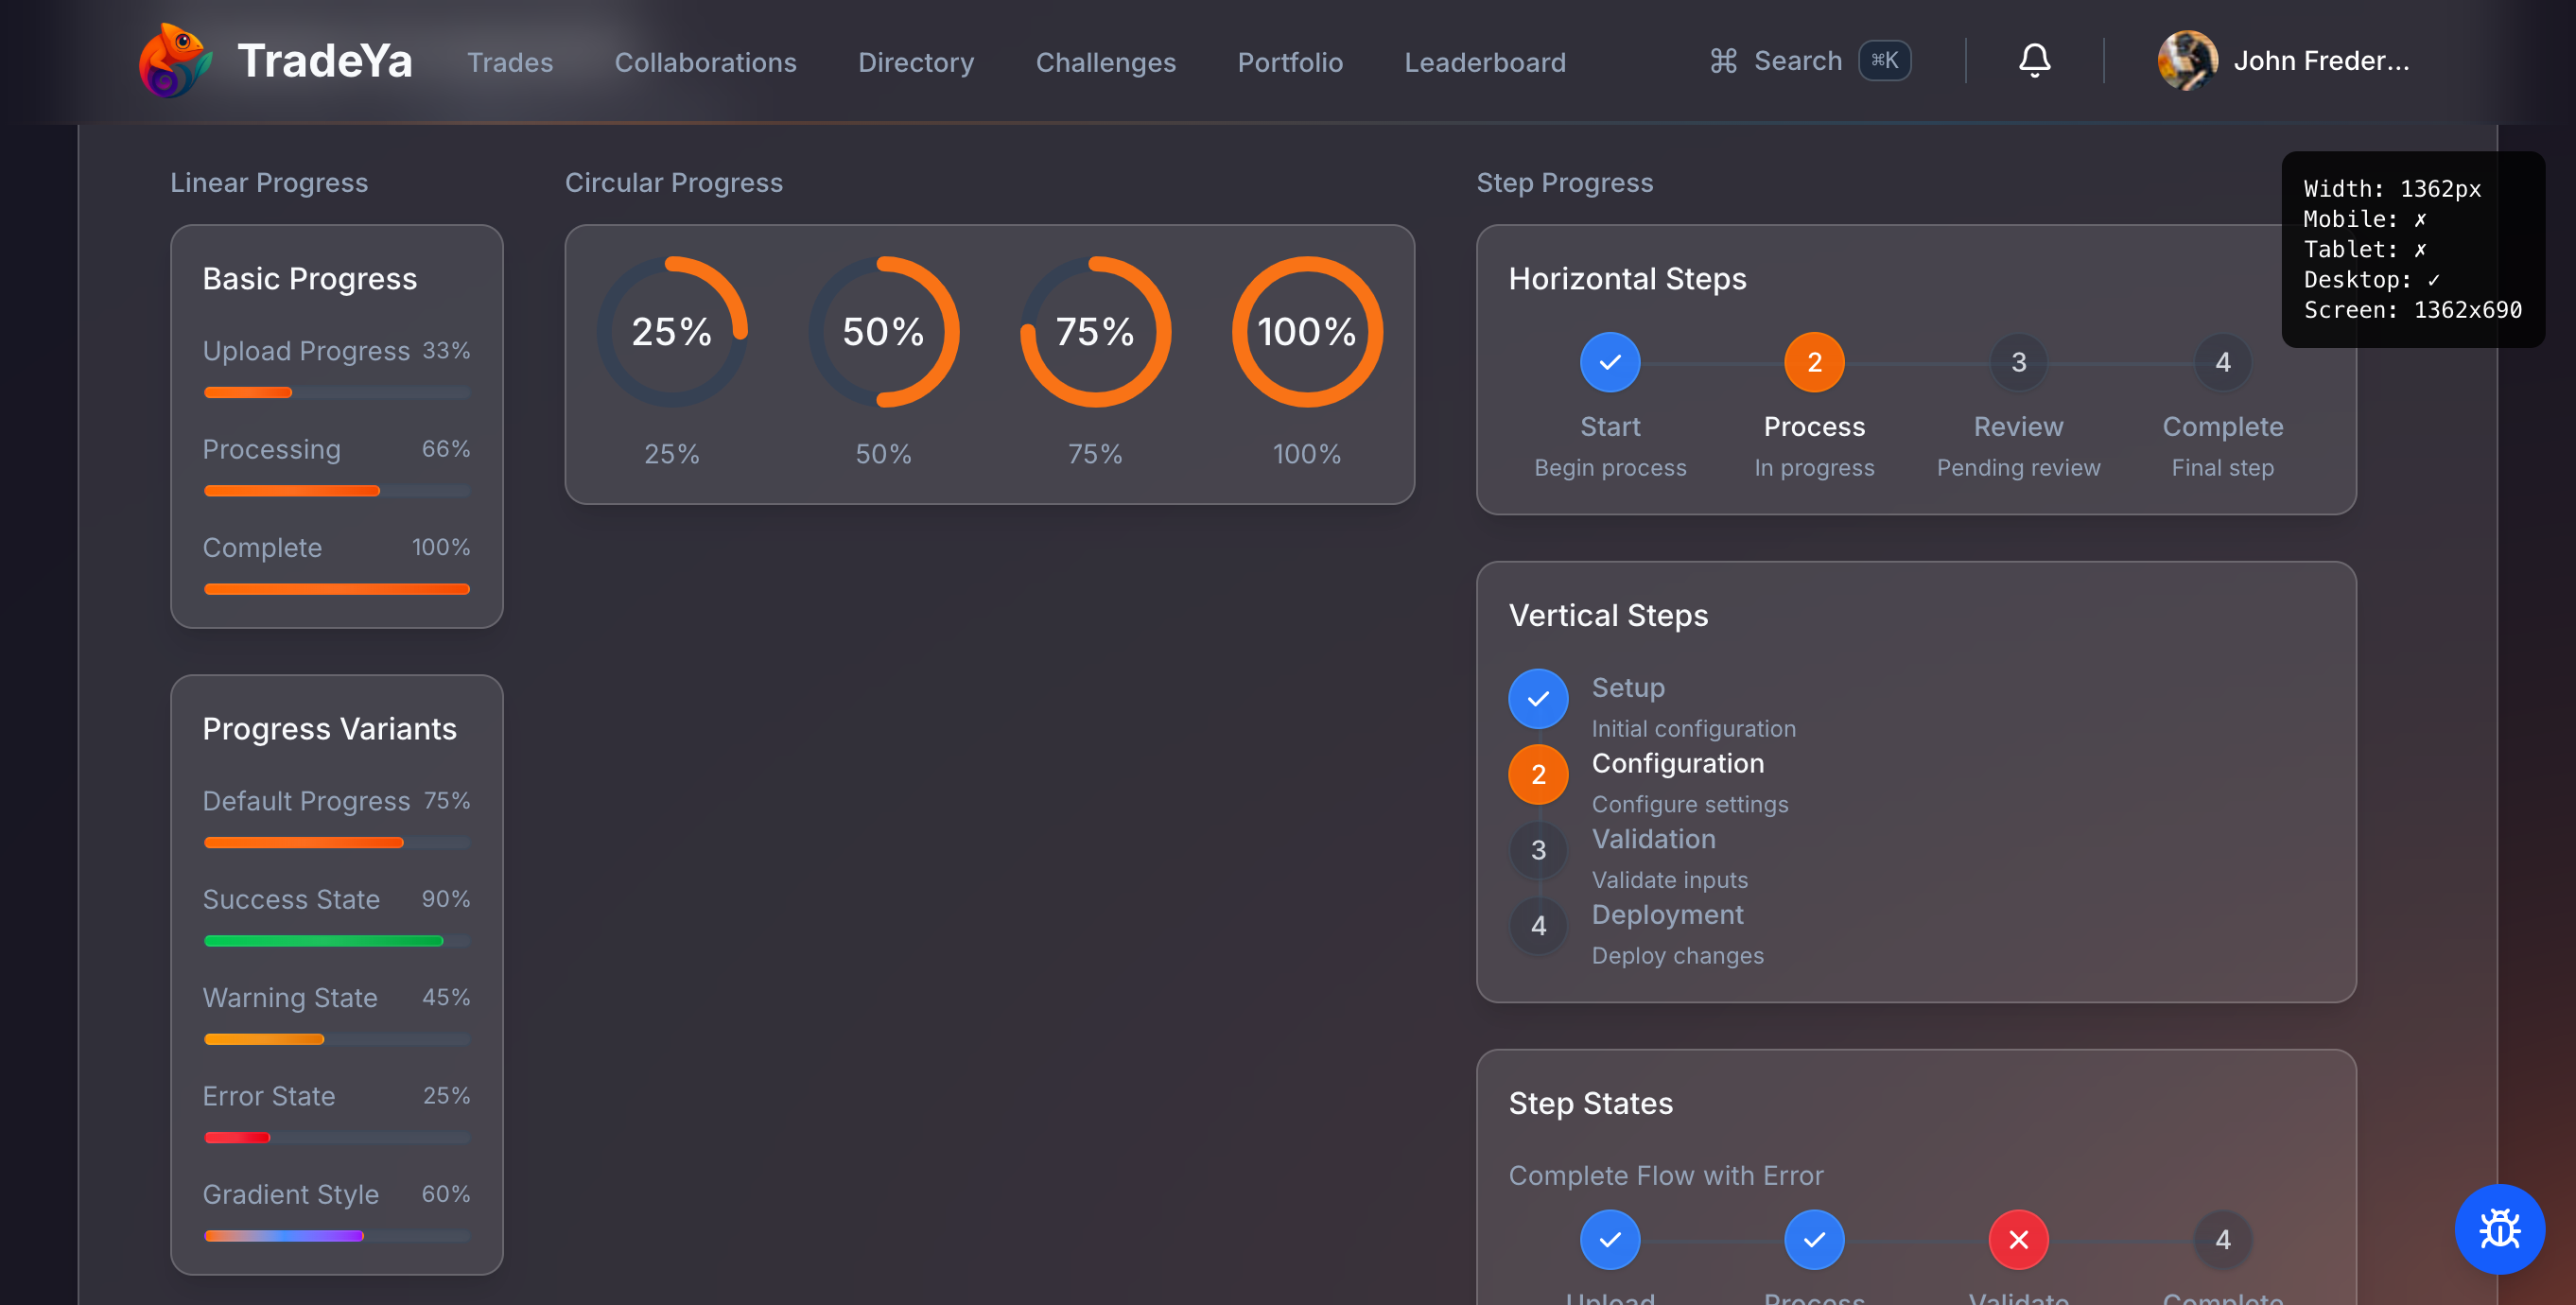 TradeYa
Trades
Collaborations
Directory
Challenges
Portfolio
Leaderboard
⌘ Search ⌘K
John Freder...
Width: 1362px
Mobile: ✗
Tablet: ✗
Desktop: ✓
Screen: 1362x690
Linear Progress
Basic Progress
Upload Progress 33%
Processing 66%
Complete 100%
Progress Variants
Default Progress 75%
Success State 90%
Warning State 45%
Error State 25%
Gradient Style 60%
Circular Progress
25% 50% 75% 100%
25% 50% 75% 100%
Step Progress
Horizontal Steps
2 3 4
Start Process Review Complete
Begin process In progress Pending review Final step
Vertical Steps
Setup
Initial configuration
2 Configuration
Configure settings
3 Validation
Validate inputs
4 Deployment
Deploy changes
Step States
Complete Flow with Error
4
Upload Process Validate Complete